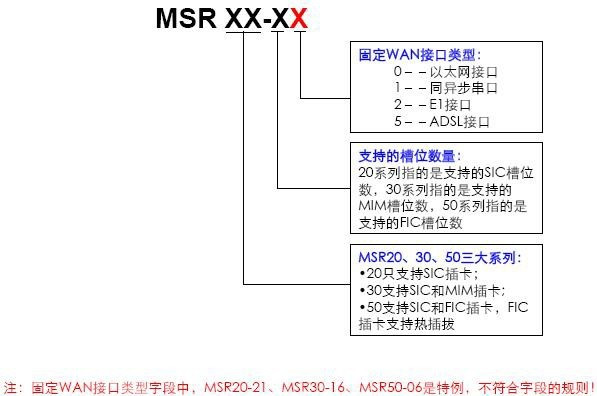 MSR XX-XX
固定WAN接口类型：
0－－以太网接口
1－－同异步串口
2－－E1接口
5－－ADSL接口
支持的槽位数量：
20系列指的是支持的SIC槽位
数，30系列指的是支持的
MIM槽位数，50系列指的是
支持的FIC槽位数
MSR20、30、50三大系列：
•20只支持SIC插卡；
•30支持SIC和MIM插卡；
•50支持SIC和FIC插卡，FIC
插卡支持热插拔
注：固定WAN接口类型字段中，MSR20-21、MSR30-16、MSR50-06是特例，不符合字段的规则！